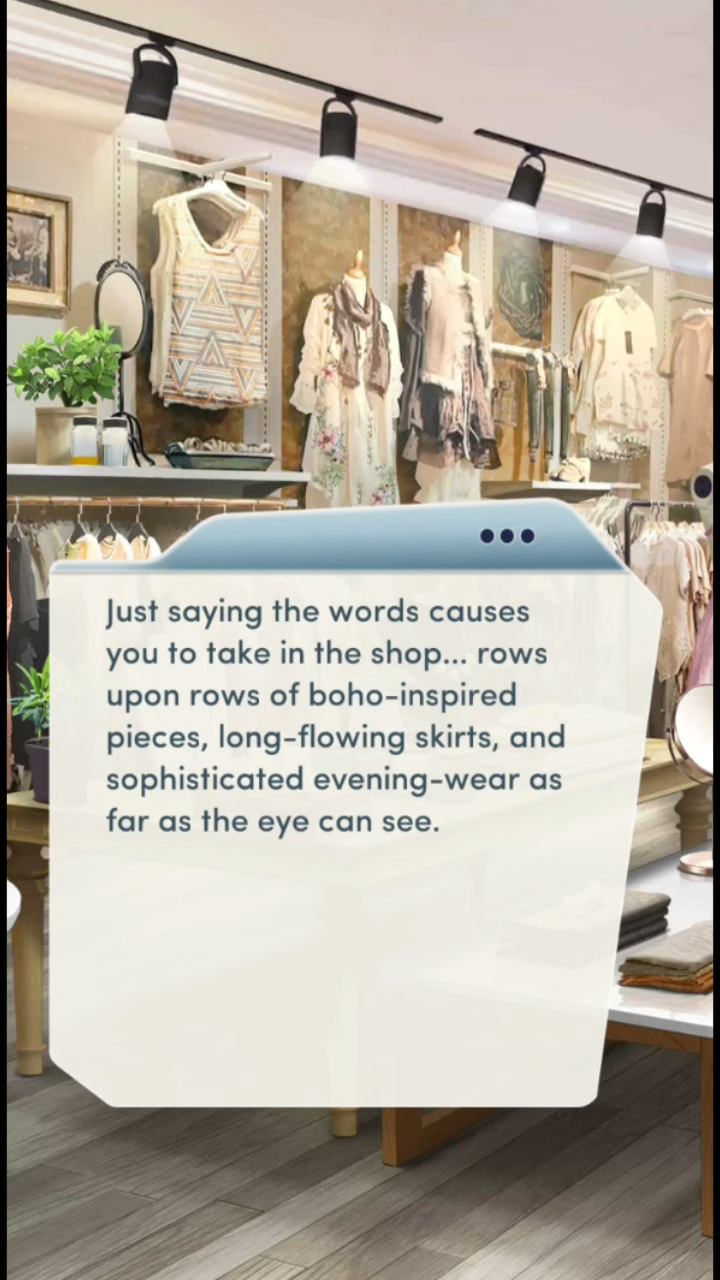 Just saying the words causes
you to take in the shop... rows
upon rows of boho-inspired
pieces, long-flowing skirts, and
sophisticated evening-wear as
far as the eye can see.